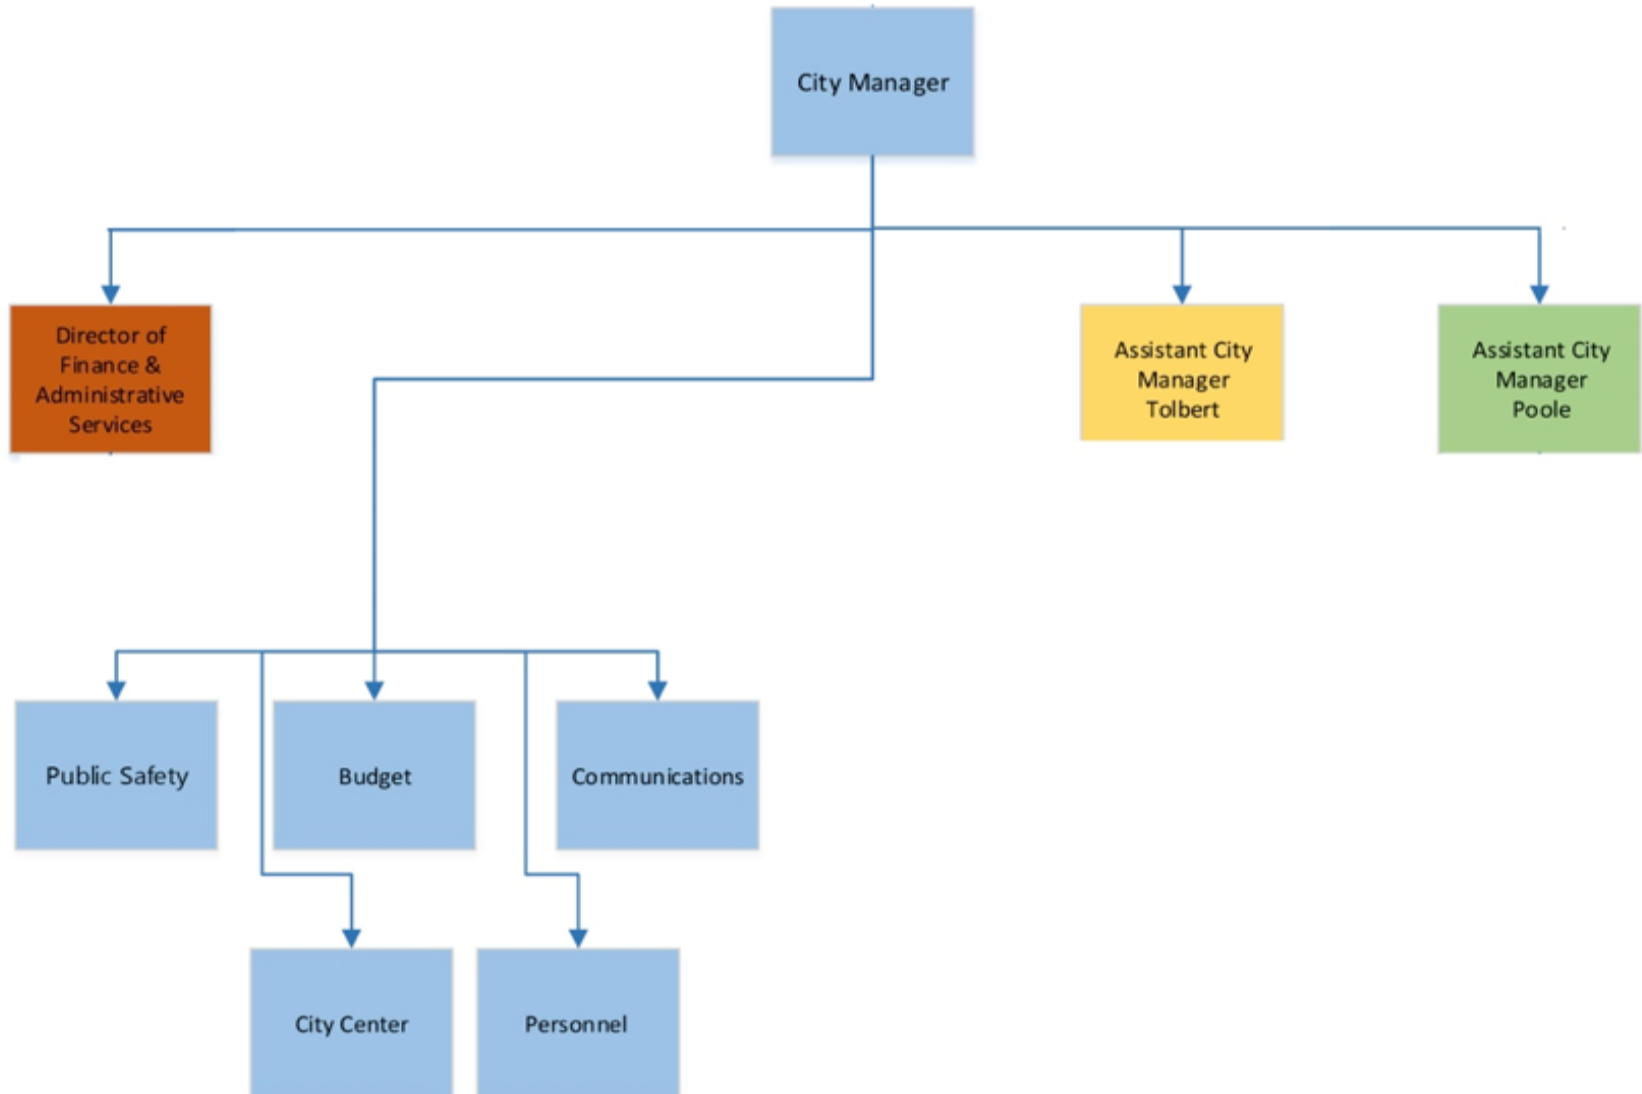 City Manager
Director of
Finance &
Administrative
Services
Assistant City
Manager
Tolbert
Assistant City
Manager
Poole
Public Safety
Budget
Communications
City Center
Personnel